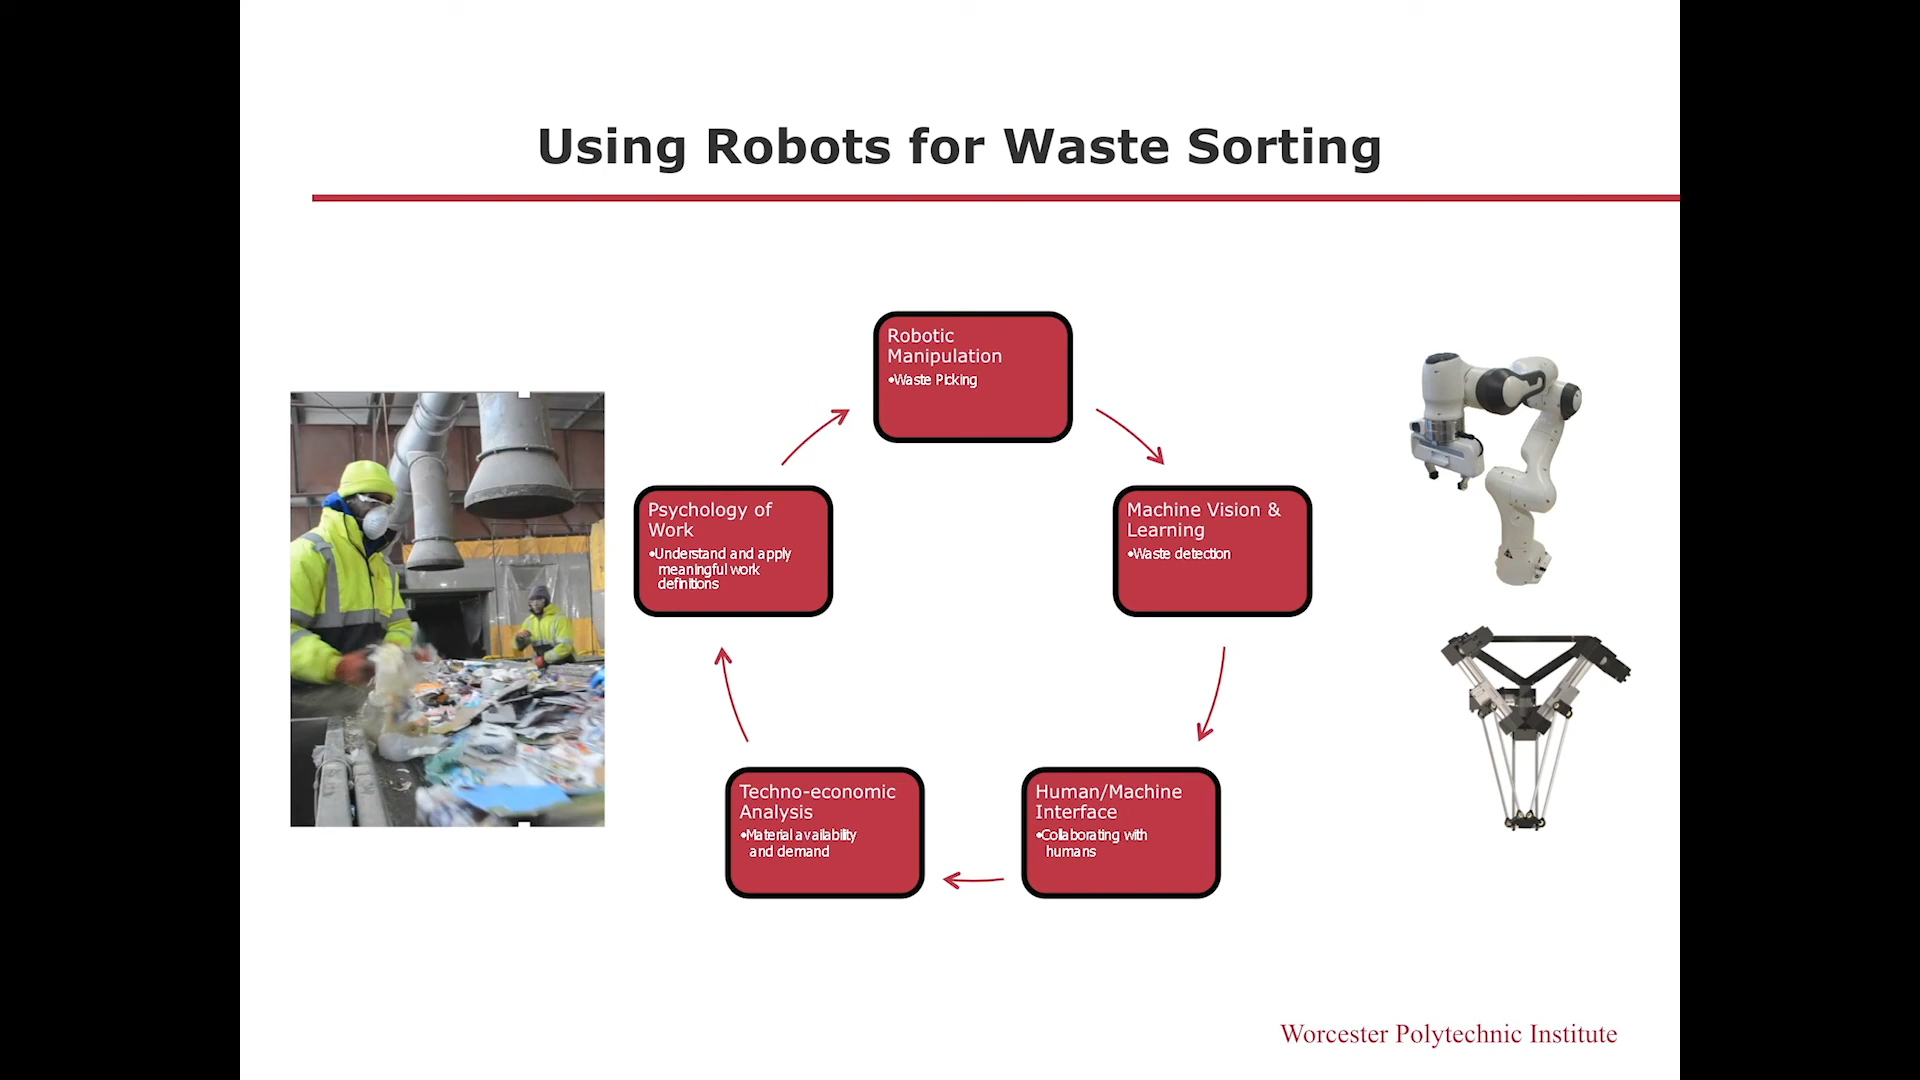 Using Robots for Waste Sorting
Robotic
Manipulation
•Waste Picking
Psychology of
Work
•Understand and apply
meaningful work
definitions
Machine Vision &
Learning
•Waste detection
Techno-economic
Analysis
•Material availability
and demand
Human/Machine
Interface
•Collaborating with
humans
Worcester Polytechnic Institute